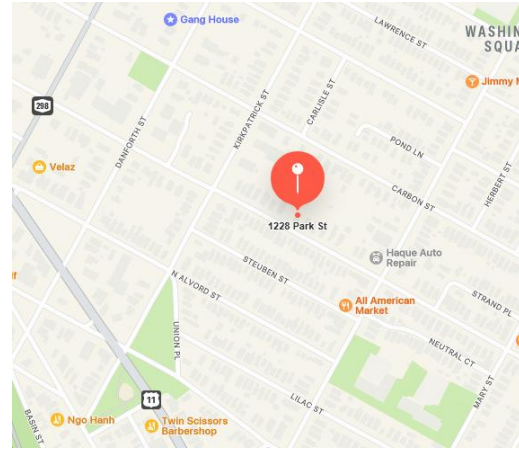 Gang House
LAWRENCE ST
WASHIN
SQUA
Jimmy
298
DANFORTH ST
KIRKPATRICK ST
CARLISLE ST
POND LN
Velaz
CARBON ST
HERBERT ST
1228 Park St
Haque Auto
Repair
STEUBEN ST
N ALVORD ST
All American
Market
STRAND PL
UNION PL
NEUTRAL CT
MARY ST
11
LILAC ST
BASIN ST
Ngo Hanh
Twin Scissors
Barbershop